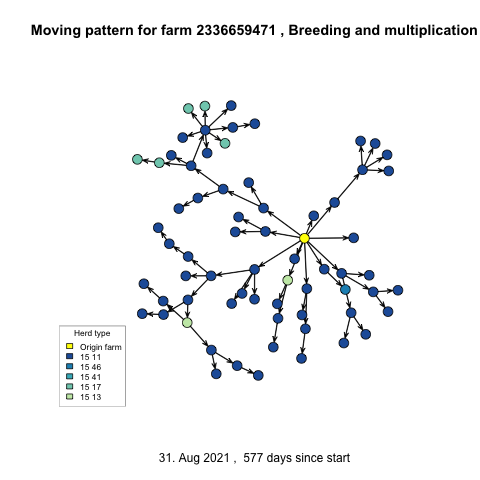 Moving pattern for farm 2336659471 , Breeding and multiplication
Herd type
Origin farm
15 11
15 46
15 41
15 17
15 13
31. Aug 2021 , 577 days since start